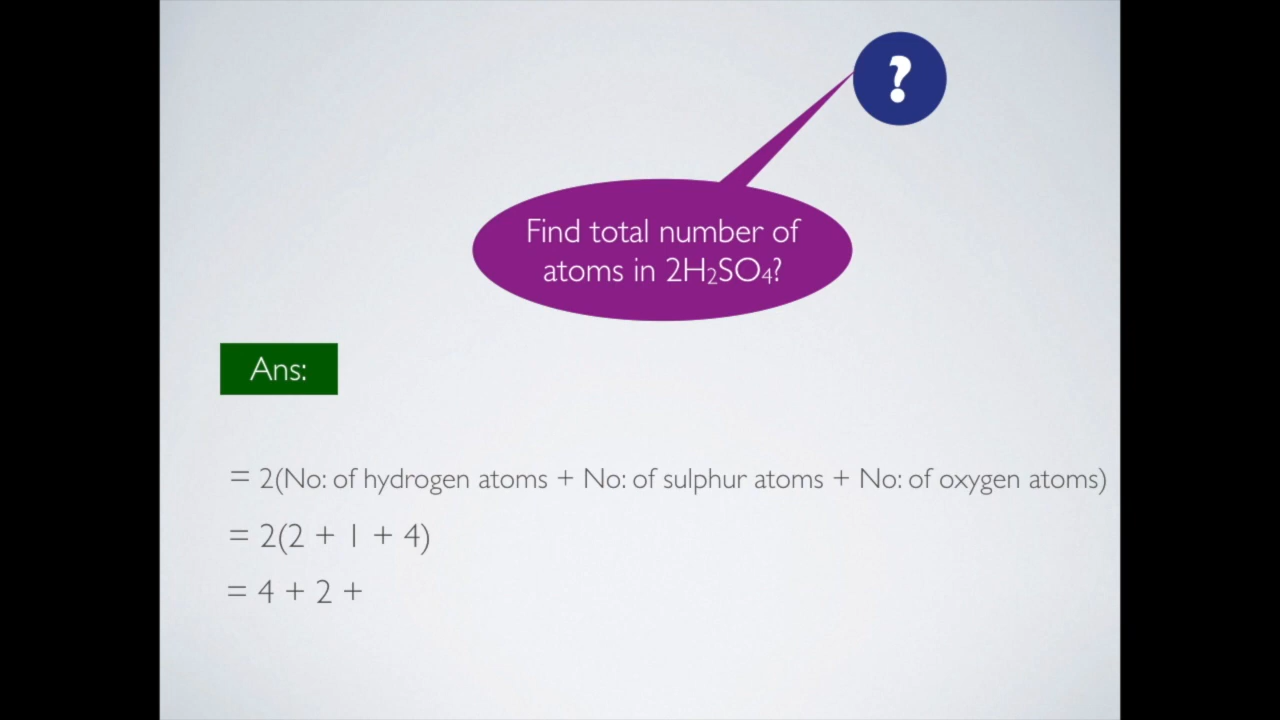 ?
Find total number of
atoms in 2H₂SO₄?
Ans:
= 2(No: of hydrogen atoms + No: of sulphur atoms + No: of oxygen atoms)
= 2(2 + 1 + 4)
= 4 + 2 +